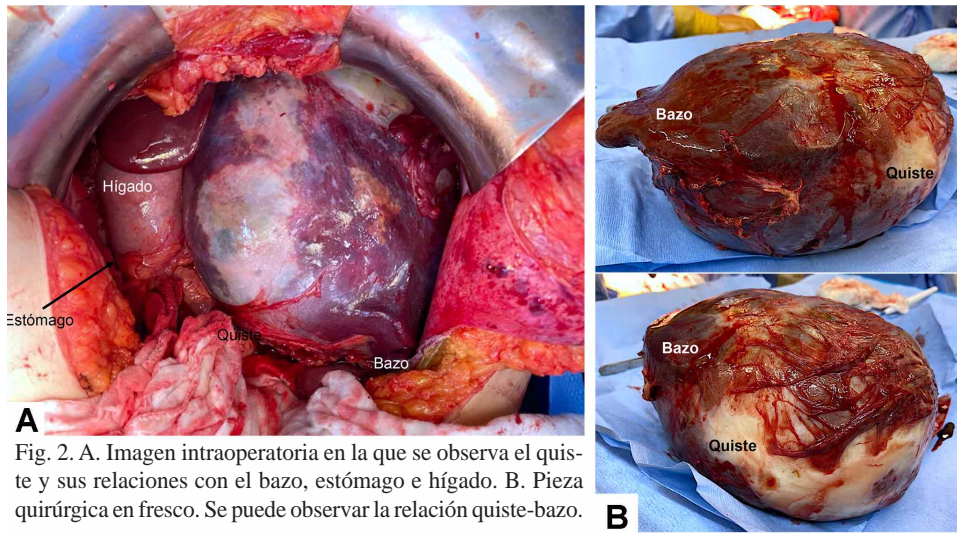 Bazo
Quiste
Hígado
Estómago
Quiste
Bazo
A
Bazo
Quiste
B
Fig. 2. A. Imagen intraoperatoria en la que se observa el quis-
te y sus relaciones con el bazo, estómago e hígado. B. Pieza
quirúrgica en fresco. Se puede observar la relación quiste-bazo.